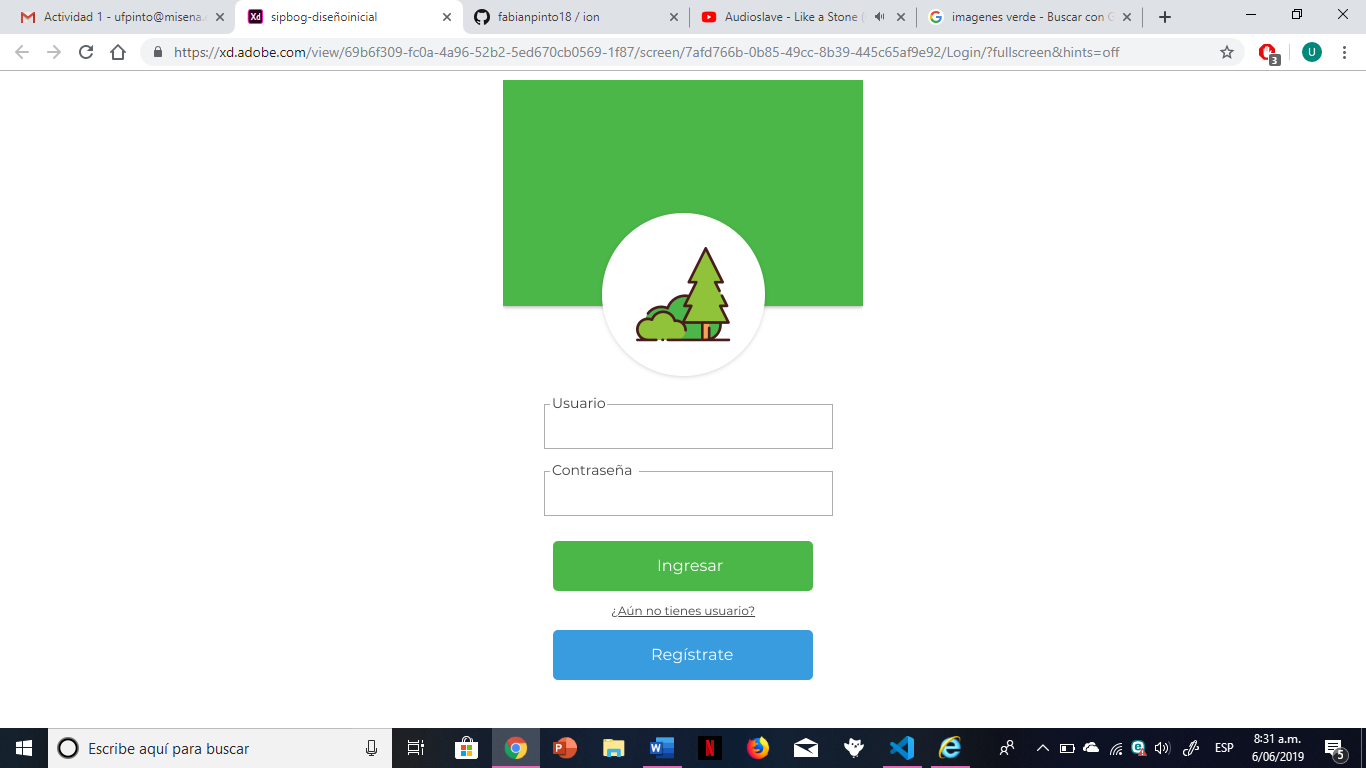 Actividad 1 - ufpinto@misena.
sipbog-diseñoinicial
fabianpinto18 / ion
Audioslave - Like a Stone (
imagenes verde - Buscar con G
https://xd.adobe.com/view/69b6f309-fc0a-4a96-52b2-5ed670cb0569-1f87/screen/7afd766b-0b85-49cc-8b39-445c65af9e92/Login/?fullscreen&hints=off
3
U
Usuario
Contraseña
Ingresar
¿Aún no tienes usuario?
Regístrate
Escribe aquí para buscar
ESP
8:31 a.m.
6/06/2019
5